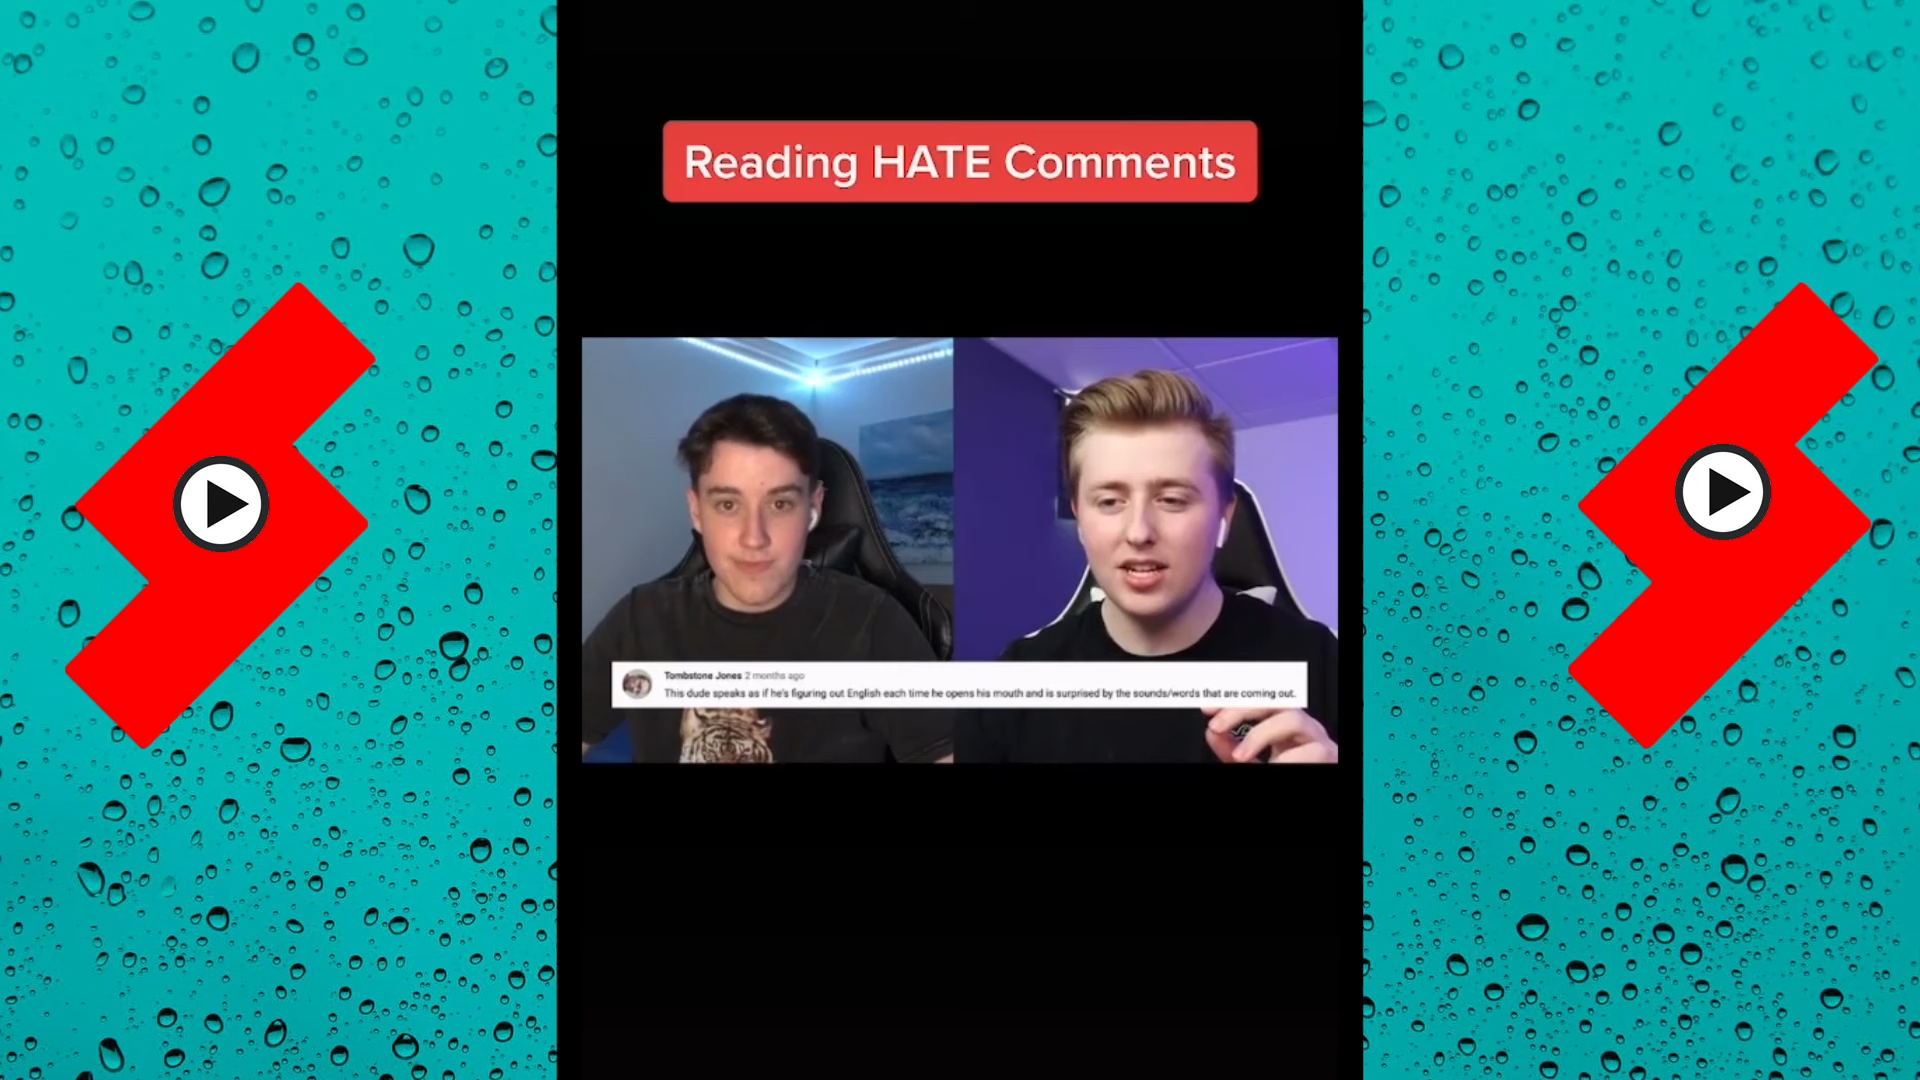 Reading HATE Comments
Tombstone Jones 2 months ago
This dude speaks as if he's figuring out English each time he opens his mouth and is surprised by the sounds/words that are coming out.